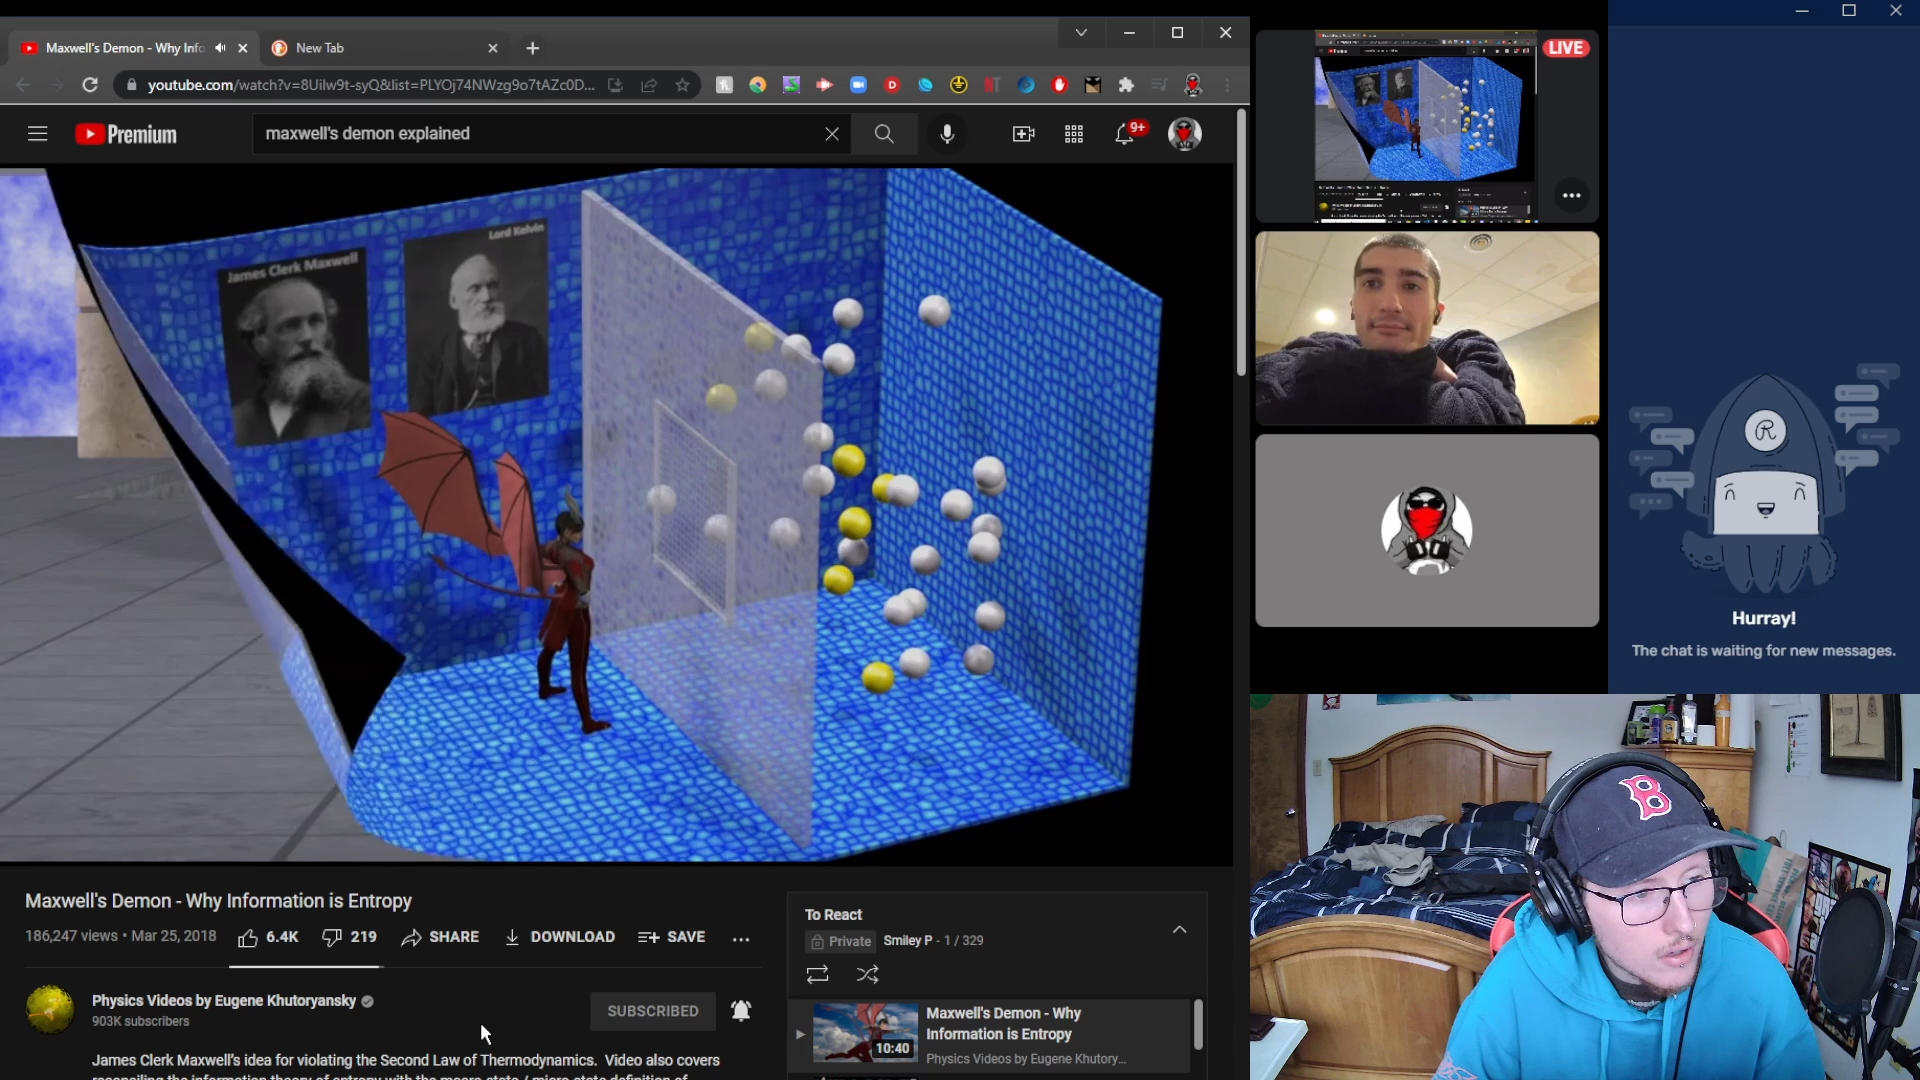 Maxwell's Demon - Why Info
New Tab
youtube.com/watch?v=8Uilw9t-syQ&list=PLYOj74NWzg9o7tAZc0D...
Premium
maxwell's demon explained
9+
James Clerk Maxwell
Lord Kelvin
LIVE
Hurray!
The chat is waiting for new messages.
B
Maxwell's Demon - Why Information is Entropy
186,247 views • Mar 25, 2018
6.4K
219
SHARE
DOWNLOAD
SAVE
Physics Videos by Eugene Khutoryansky
903K subscribers
SUBSCRIBED
James Clerk Maxwell's idea for violating the Second Law of Thermodynamics. Video also covers
To React
Private
Smiley P - 1 / 329
10:40
Maxwell's Demon - Why
Information is Entropy
Physics Videos by Eugene Khutory...